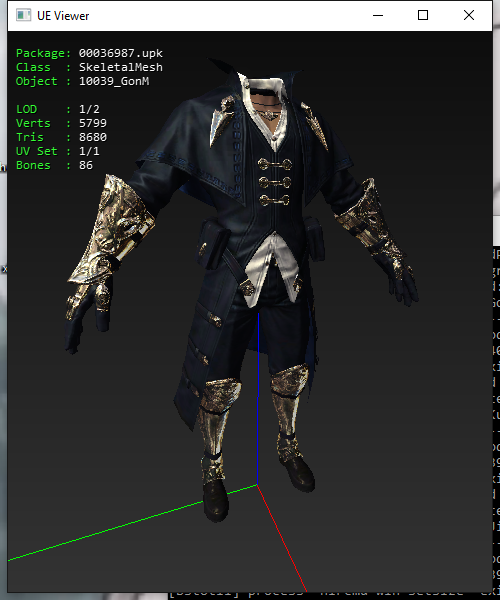 UE Viewer
Package: 00036987.upk
Class : SkeletalMesh
Object : 10039_GonM
LOD : 1/2
Verts : 5799
Tris : 8680
UV Set : 1/1
Bones : 86